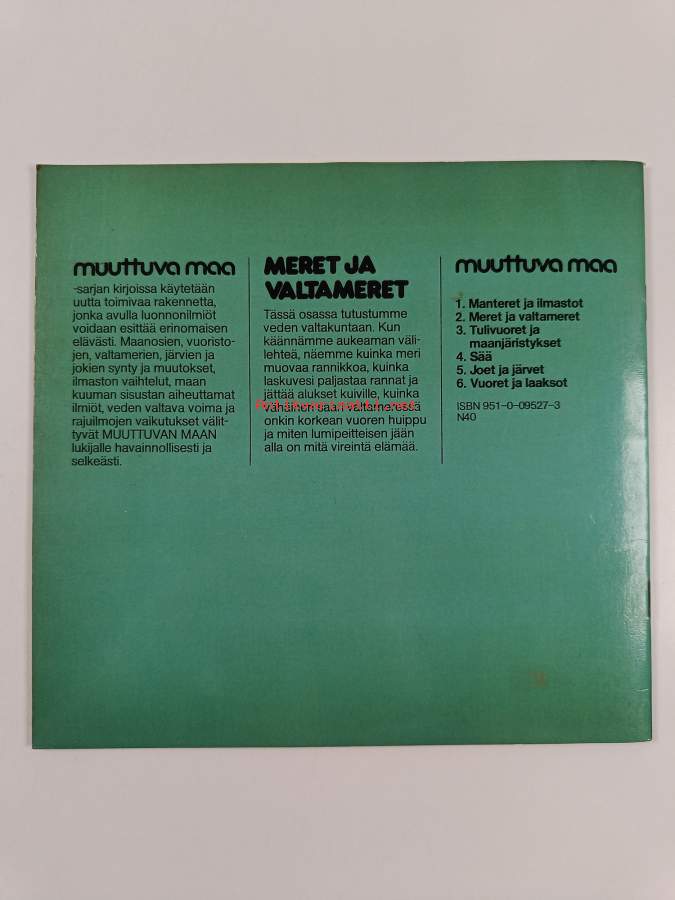 muuttuva maa
-sarjan kirjoissa käytetään
uutta toimivaa rakennetta,
jonka avulla luonnonilmiöt
voidaan esittää erinomaisen
elävästi. Maanosien, vuoristo-
jen, valtamerien, järvien ja
jokien synty ja muutokset,
ilmaston vaihtelut, maan
kuuman sisustan aiheuttamat
ilmiöt, veden valtava voima ja
rajuilmojen vaikutukset välit-
tyvät MUUTTUVAN MAAN
lukijalle havainnollisesti ja
selkeästi.
MERET JA
VALTAMERET
Tässä osassa tutustumme
veden valtakuntaan. Kun
käännämme aukeaman väli-
lehteä, näemme kuinka meri
muovaa rannikkoa, kuinka
laskuvesi paljastaa rannat ja
jättää alukset kuiville, kuinka
vähäinen saari valtameressä
onkin korkean vuoren huippu
ja miten lumipeitteisen jään
alla on mitä vireintä elämää.
muuttuva maa
1. Manteret ja ilmastot
2. Meret ja valtameret
3. Tulivuoret ja
maanjäristykset
4. Sää
5. Joet ja järvet
6. Vuoret ja laaksot
ISBN 951-0-09527-3
N40